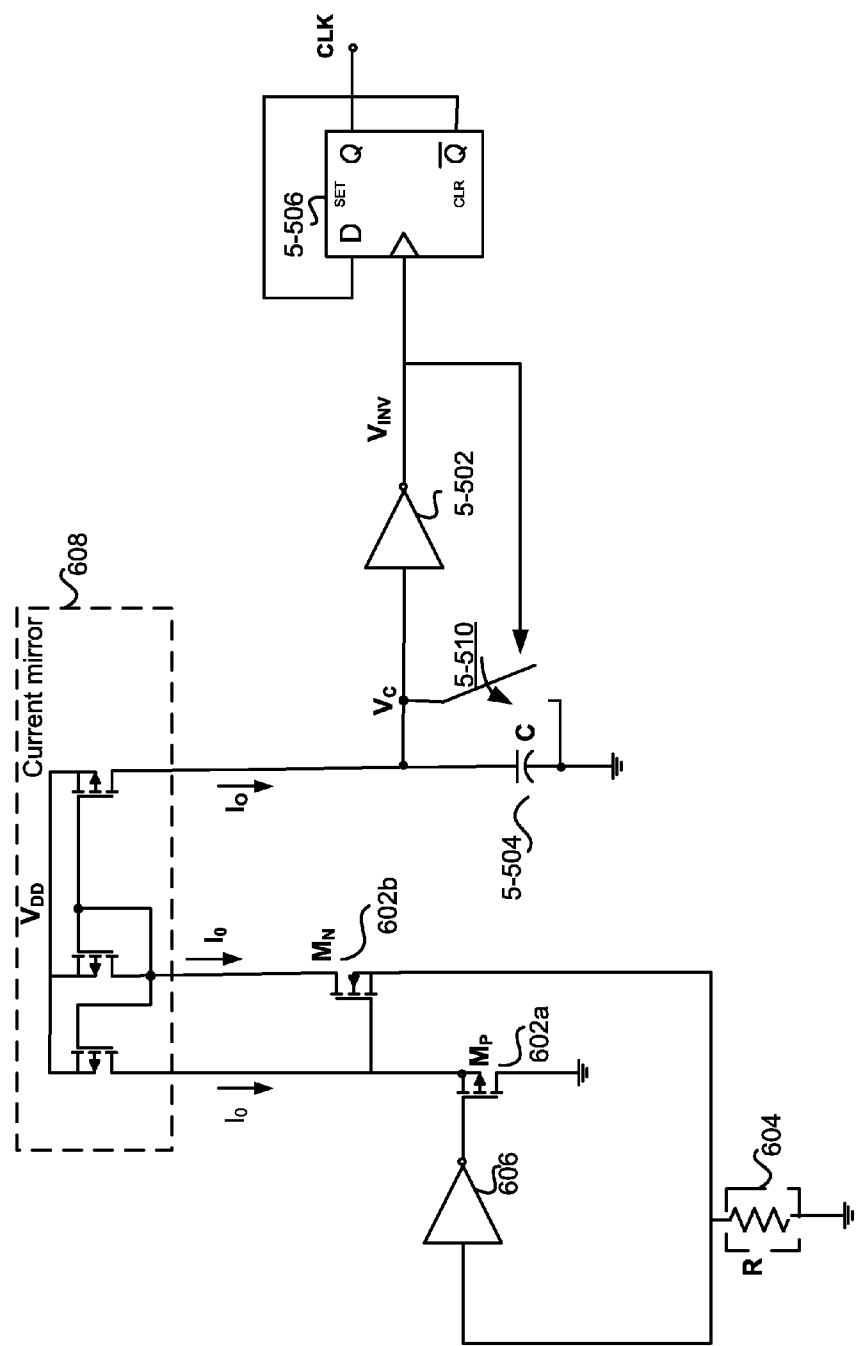 608
Current mirror
V_DD
I_0
I_0
I_O
M_N
602b
M_P
602a
606
R
604
V_C
5-510
C
5-504
V_INV
5-502
5-506
D
SET
Q
CLR
Q̅
CLK